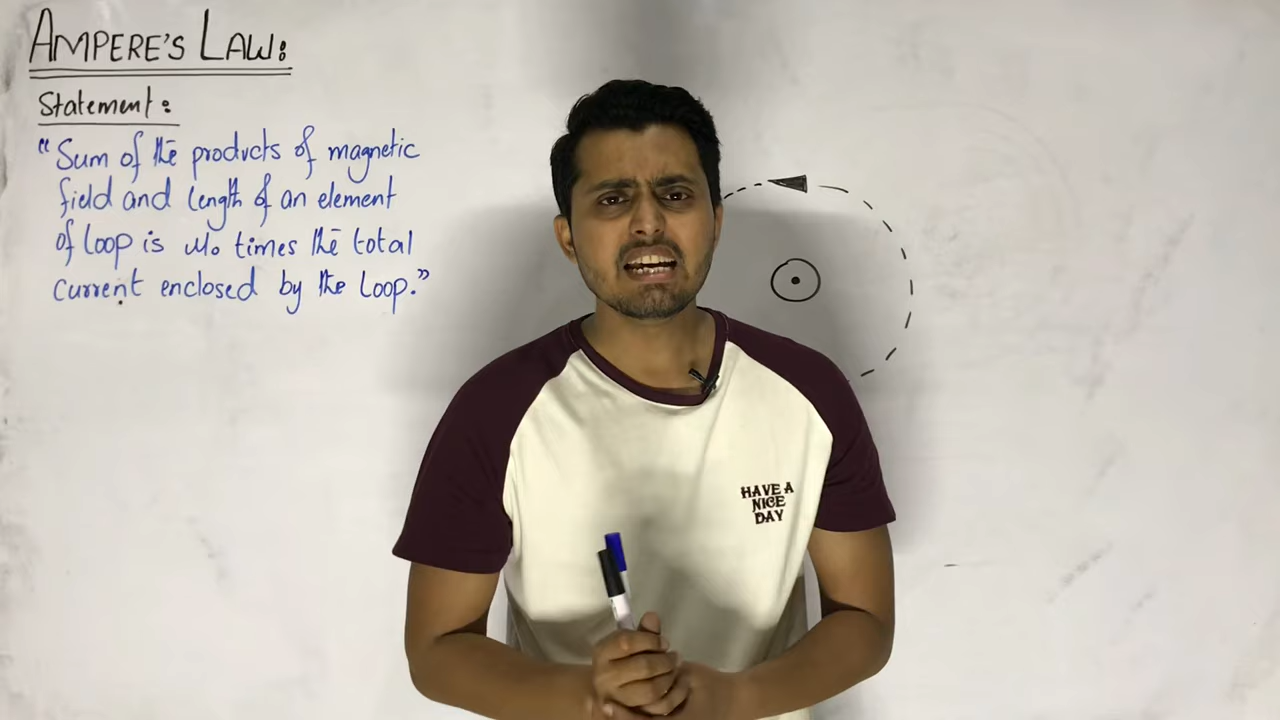 AMPERE'S LAW:
Statement:
“Sum of the products of magnetic
field and length of an element
of loop is μ₀ times the total
current enclosed by the loop.”
HAVE A
NICE
DAY